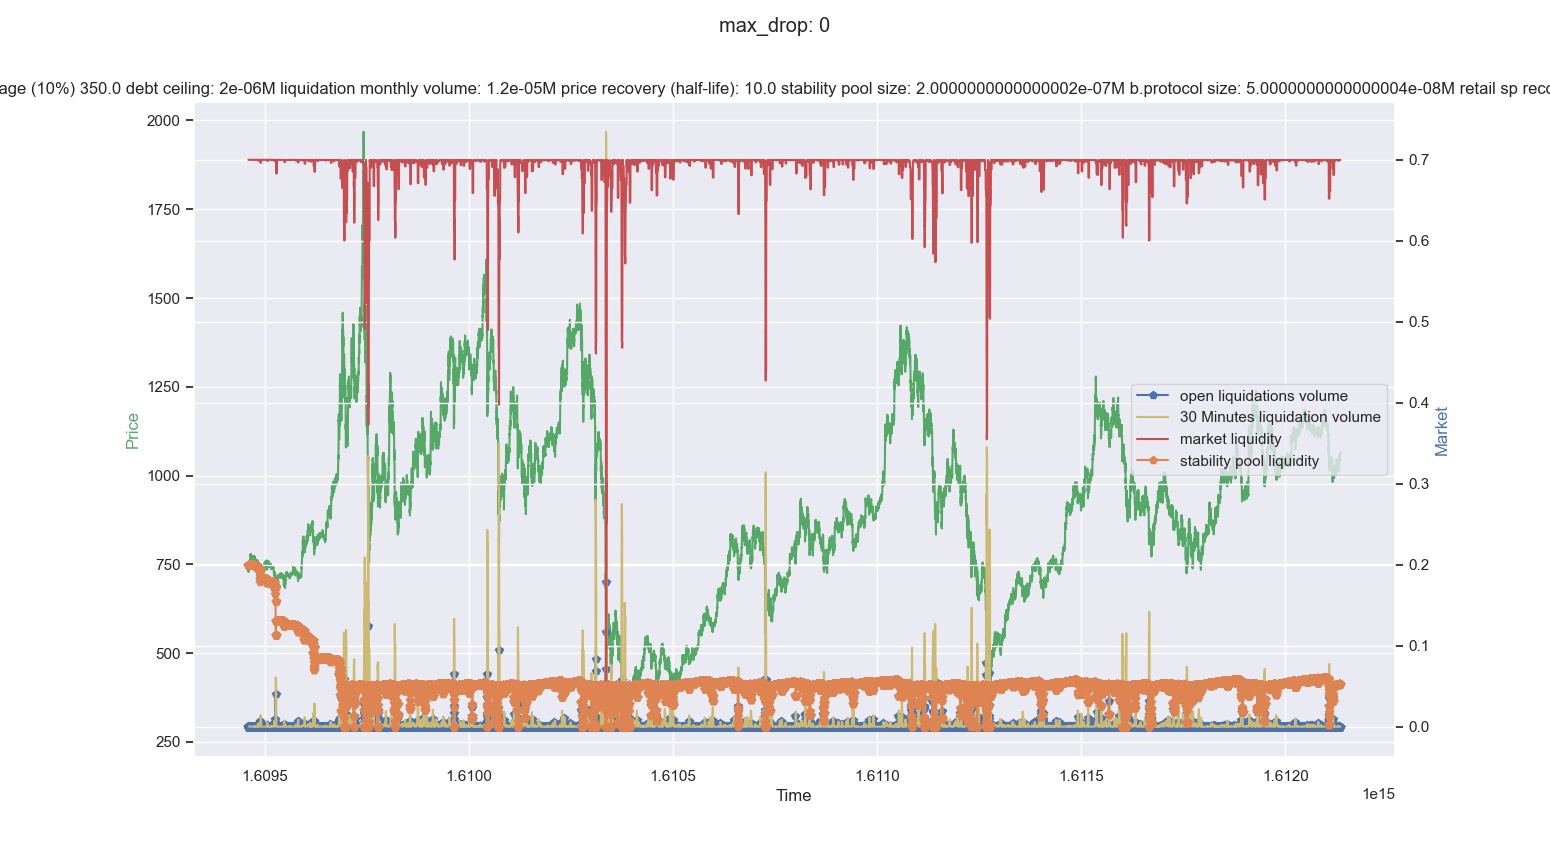 max_drop: 0
age (10%) 350.0 debt ceiling: 2e-06M liquidation monthly volume: 1.2e-05M price recovery (half-life): 10.0 stability pool size: 2.0000000000000002e-07M b.protocol size: 5.0000000000000004e-08M retail sp reco
2000
1750
1500
1250
1000
750
500
250
Price
0.7
0.6
0.5
0.4
0.3
0.2
0.1
0.0
Market
open liquidations volume
30 Minutes liquidation volume
market liquidity
stability pool liquidity
1.6095
1.6100
1.6105
1.6110
1.6115
1.6120
Time
1e15